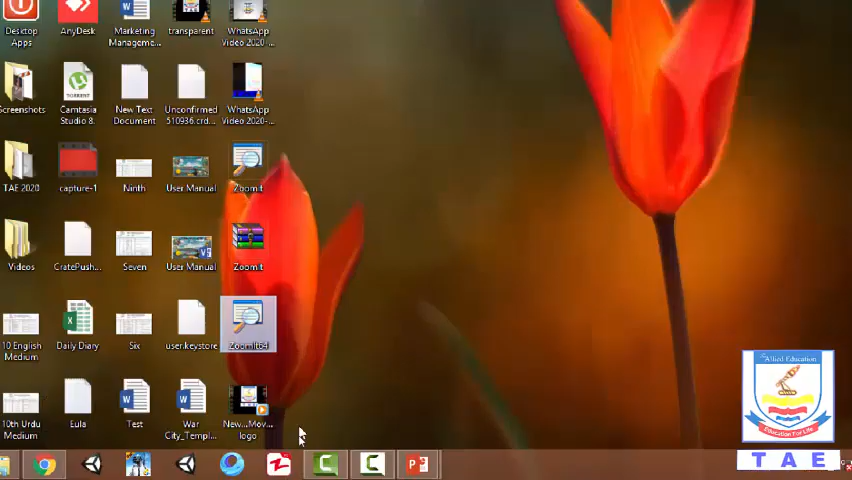 Desktop
Apps
AnyDesk
Marketing
Manageme...
transparent
WhatsApp
Video 2020-...
Screenshots
Camtasia
Studio 8.
New Text
Document
Unconfirmed
510936.crd...
WhatsApp
Video 2020-...
TAE 2020
capture-1
Ninth
User.Manual
Zoomit
Videos
CratePush...
Seven
User Manual
Zoomit
10 English
Medium
Daily Diary
Six
user.keystore
ZoomIt64
10th Urdu
Medium
Eula
Test
War
City_Templ...
New...Mov...
logo
Allied Education
Education For Life
T A E